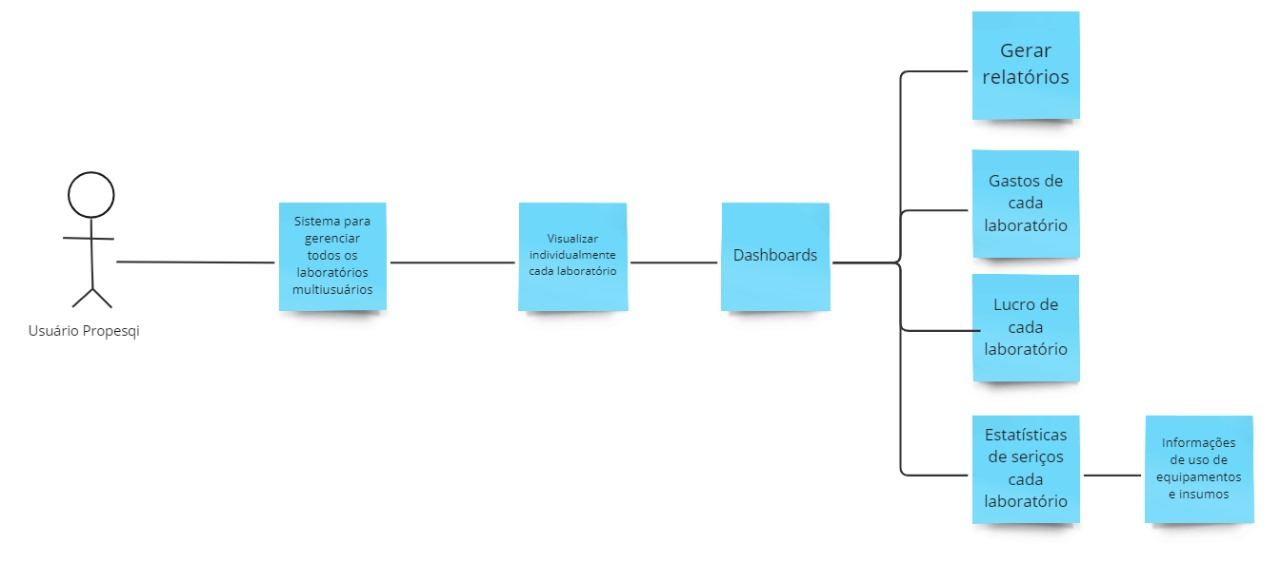 Gerar
relatórios
Gastos de
cada
laboratório
Sistema para
gerenciar
todos os
laboratórios
multiusuários
Visualizar
individualmente
cada laboratório
Dashboards
Lucro de
cada
laboratório
Usuário Propesqi
Estatísticas
de seriços
cada
laboratório
Informações
de uso de
equipamentos
e insumos